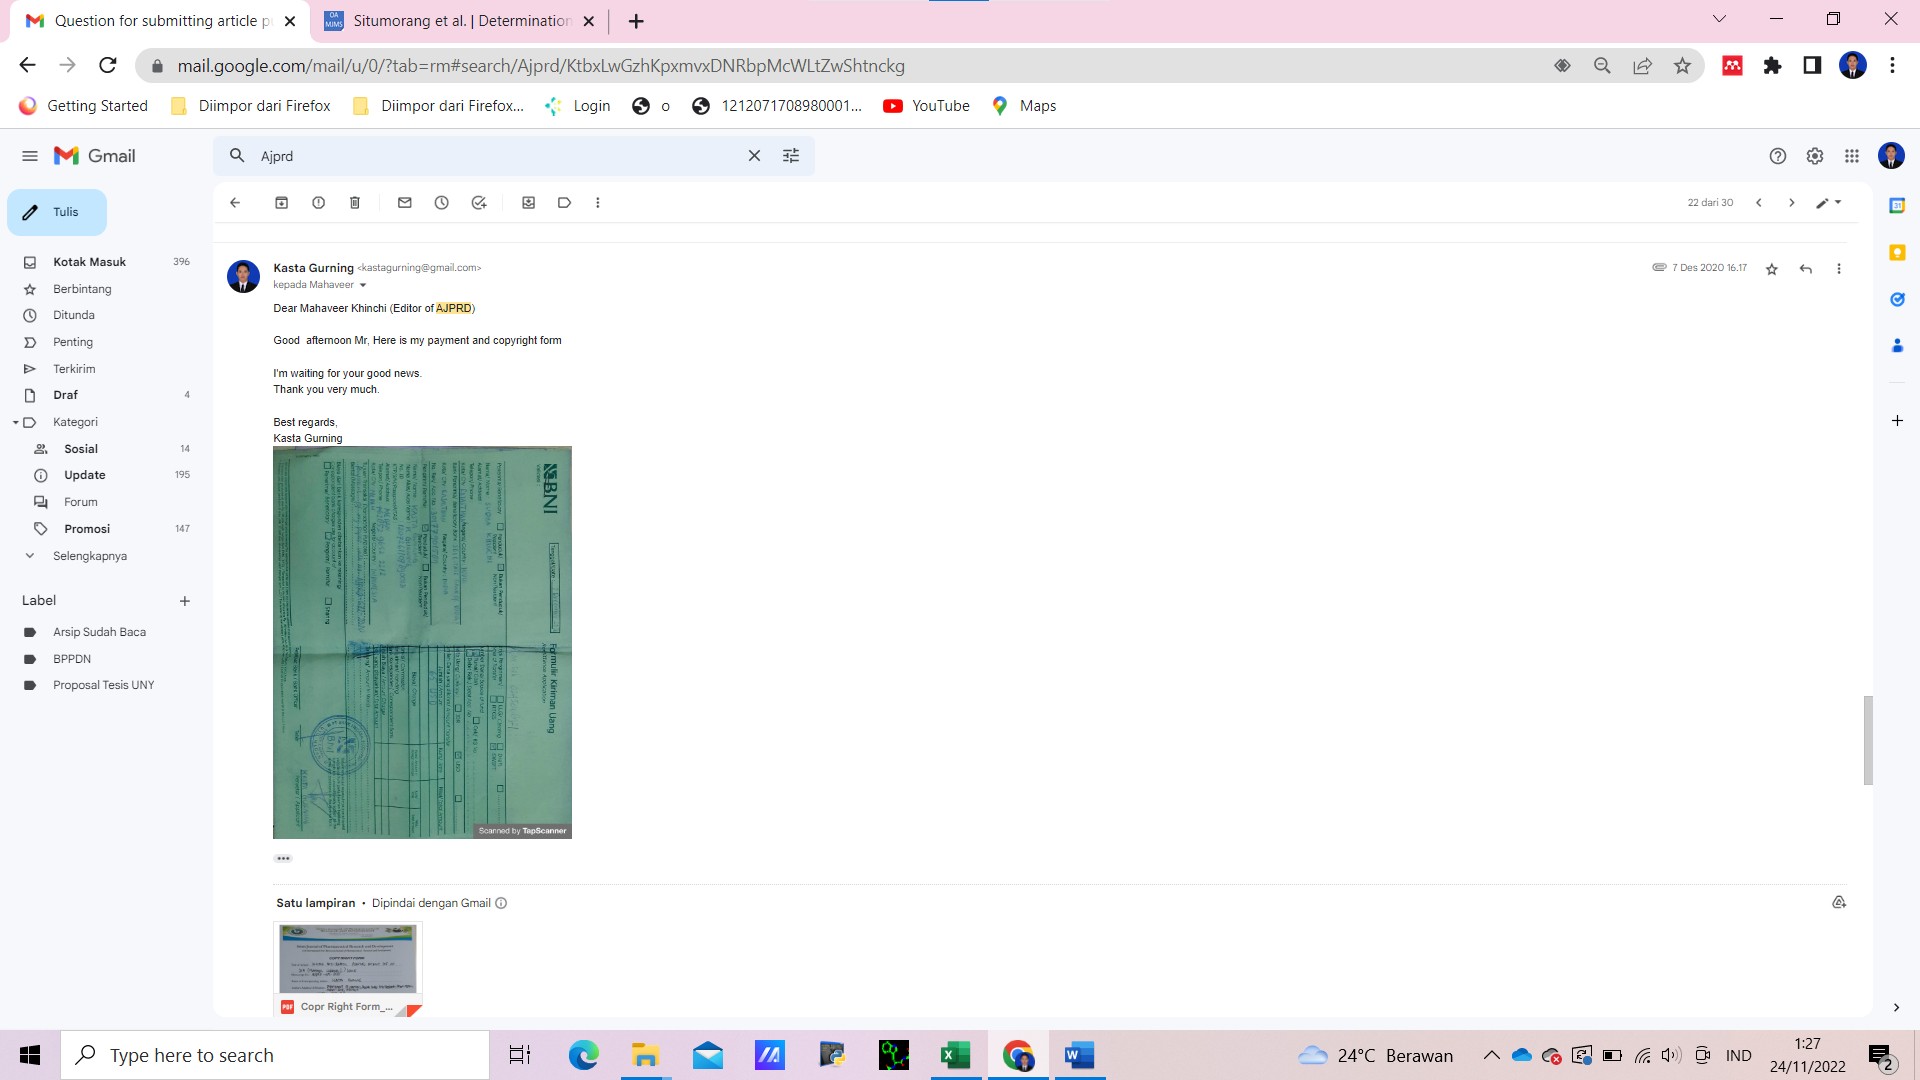 Question for submitting article p
Situmorang et al. | Determination
mail.google.com/mail/u/0/?tab=rm#search/Ajprd/KtbxLwGzhKpxmvxDNRbpMcWLtZwShtnckg
Getting Started
Diimpor dari Firefox
Diimpor dari Firefox...
Login
o
1212071708980001...
YouTube
Maps
Gmail
Ajprd
Tulis
22 dari 30
Kotak Masuk 396
Berbintang
Ditunda
Penting
Terkirim
Draf 4
Kategori
Sosial 14
Update 195
Forum
Promosi 147
Selengkapnya
Label
Arsip Sudah Baca
BPPDN
Proposal Tesis UNY
Kasta Gurning <kastagurning@gmail.com>
7 Des 2020 16.17
kepada Mahaveer
Dear Mahaveer Khinchi (Editor of AJPRD)
Good afternoon Mr, Here is my payment and copyright form
I'm waiting for your good news.
Thank you very much.
Best regards,
Kasta Gurning
BNI
Formulir Kiriman Uang
Scanned by TapScanner
Satu lampiran • Dipindai dengan Gmail
COPY RIGHT FORM
PDF Copr Right Form_...
Type here to search
24°C Berawan
IND
1:27
24/11/2022
2